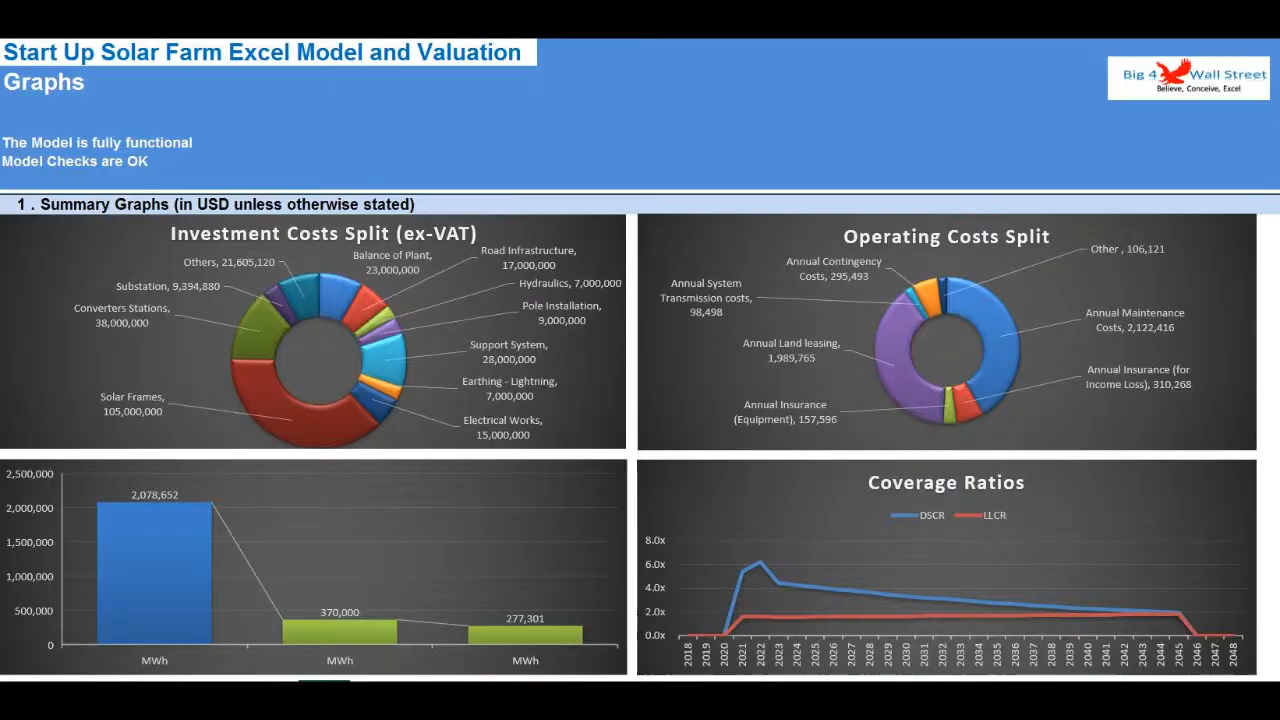 Start Up Solar Farm Excel Model and Valuation
Graphs
Big 4 Wall Street
Believe, Conceive, Excel
The Model is fully functional
Model Checks are OK
1 . Summary Graphs (in USD unless otherwise stated)
Investment Costs Split (ex-VAT)
Others, 21,605,120
Balance of Plant,
23,000,000
Road Infrastructure,
17,000,000
Substation, 9,394,880
Hydraulics, 7,000,000
Converters Stations,
38,000,000
Pole Installation,
9,000,000
Support System,
28,000,000
Solar Frames,
105,000,000
Earthing - Lightning,
7,000,000
Electrical Works,
15,000,000
Operating Costs Split
Other , 106,121
Annual Contingency
Costs, 295,493
Annual System
Transmission costs,
98,498
Annual Maintenance
Costs, 2,122,416
Annual Land leasing,
1,989,765
Annual Insurance (for
Income Loss), 310,268
Annual Insurance
(Equipment), 157,596
2,500,000
2,000,000
1,500,000
1,000,000
500,000
0
2,078,652
370,000
277,301
MWh
MWh
MWh
Coverage Ratios
DSCR
LLCR
8.0x
6.0x
4.0x
2.0x
0.0x
2018
2019
2020
2021
2022
2023
2024
2025
2026
2027
2028
2029
2030
2031
2032
2033
2034
2035
2036
2037
2038
2039
2040
2041
2042
2043
2044
2045
2046
2047
2048